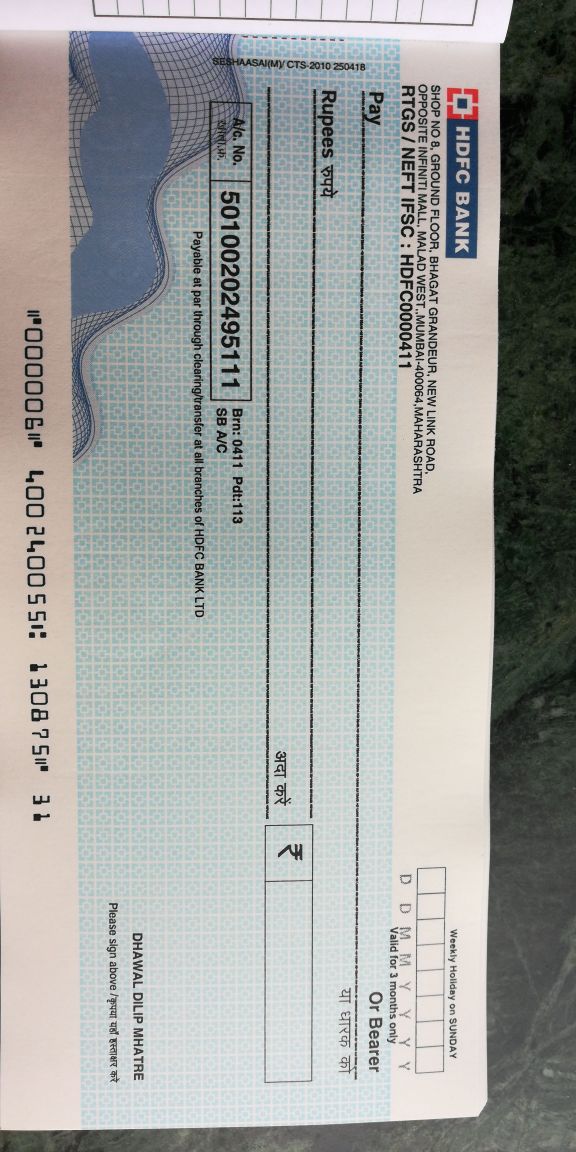 HDFC BANK
SHOP NO 8, GROUND FLOOR, BHAGAT GRANDEUR, NEW LINK ROAD,
OPPOSITE INFINITI MALL, MALAD WEST,,MUMBAI-400064,MAHARASHTRA
RTGS / NEFT IFSC : HDFC0000411
Weekly Holiday on SUNDAY
D D M M Y Y Y Y
Valid for 3 months only
Pay
Or Bearer
या धारक को
Rupees रुपये
अदा करें
₹
A/c. No.
50100202495111
Brn: 0411 Pdt:113
SB A/C
Payable at par through clearing/transfer at all branches of HDFC BANK LTD
SESHAASAI(M)/ CTS-2010 250418
DHAWAL DILIP MHATRE
Please sign above /कृपया यहाँ हस्ताक्षर करें
⑈000006⑈ 400240055⑆ 130875⑈ 31